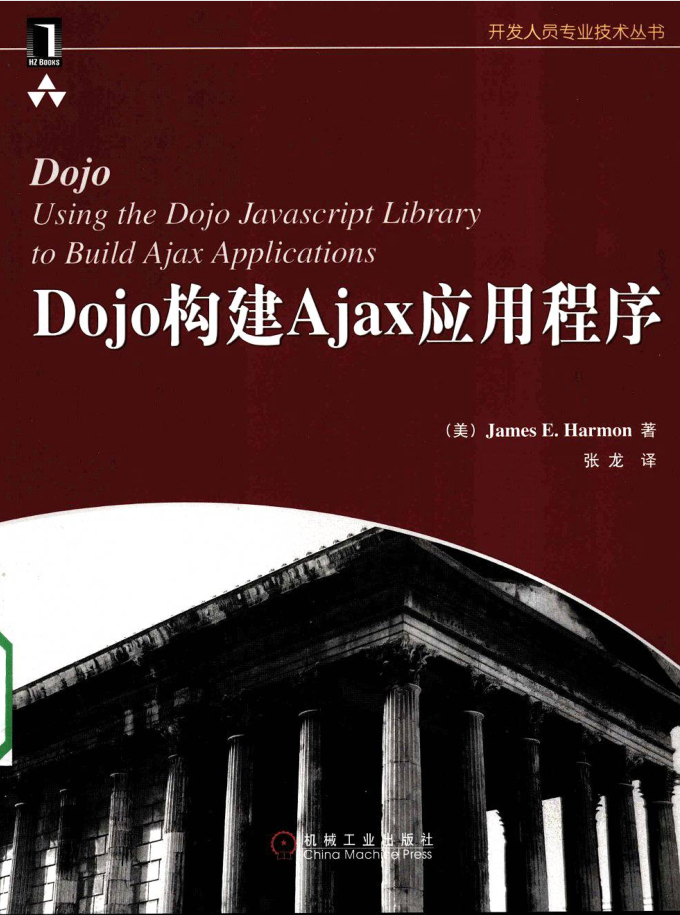 开发人员专业技术丛书
HZ BOOKS
Dojo
Using the Dojo Javascript Library
to Build Ajax Applications
Dojo构建Ajax应用程序
（美）James E. Harmon 著
张龙 译
机械工业出版社
China Machine Press